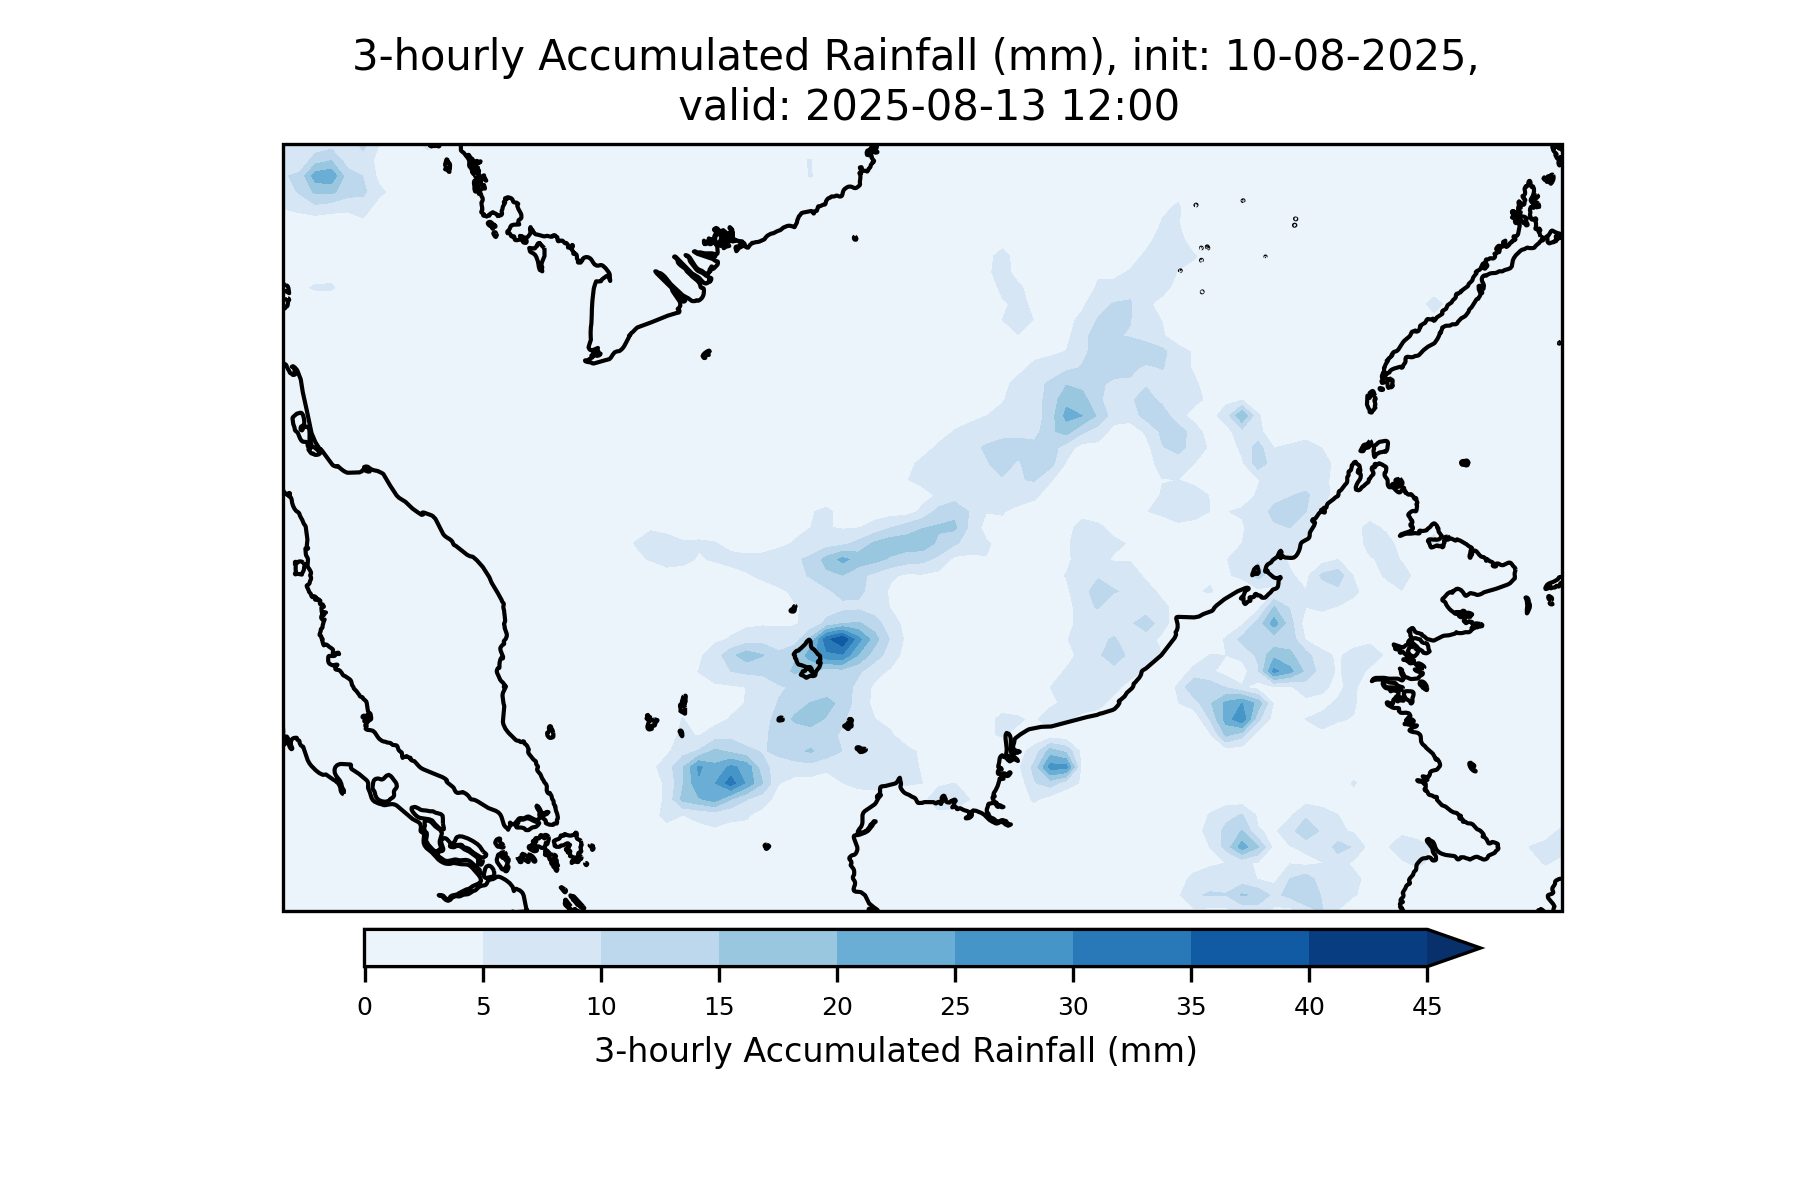 3-hourly Accumulated Rainfall (mm), init: 10-08-2025,
valid: 2025-08-13 12:00
0 5 10 15 20 25 30 35 40 45
3-hourly Accumulated Rainfall (mm)